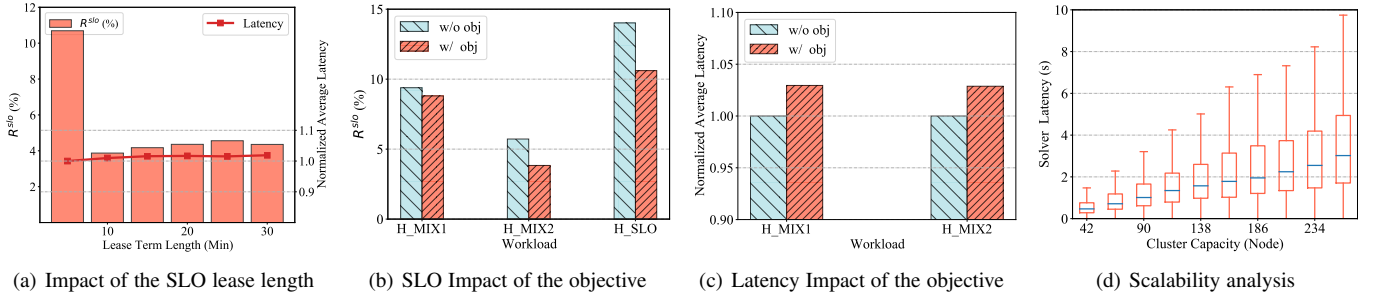 12
10
8
6
4
2
R^slo (%)
R^slo (%)
Latency
1.1
1.0
0.9
Normalized Average Latency
10
20
30
Lease Term Length (Min)
(a) Impact of the SLO lease length
15
10
5
0
R^slo (%)
w/o obj
w/ obj
H_MIX1
H_MIX2
H_SLO
Workload
(b) SLO Impact of the objective
1.10
1.05
1.00
0.95
0.90
Normalized Average Latency
w/o obj
w/ obj
H_MIX1
H_MIX2
Workload
(c) Latency Impact of the objective
10
8
6
4
2
0
Solver Latency (s)
42
90
138
186
234
Cluster Capacity (Node)
(d) Scalability analysis